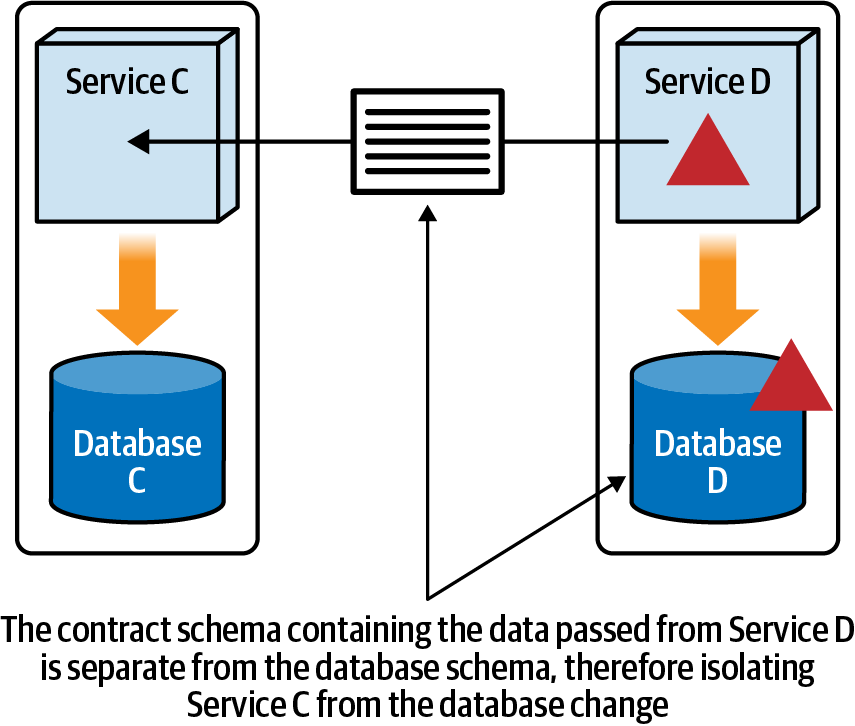 Service C
Service D
Database
C
Database
D
The contract schema containing the data passed from Service D
is separate from the database schema, therefore isolating
Service C from the database change